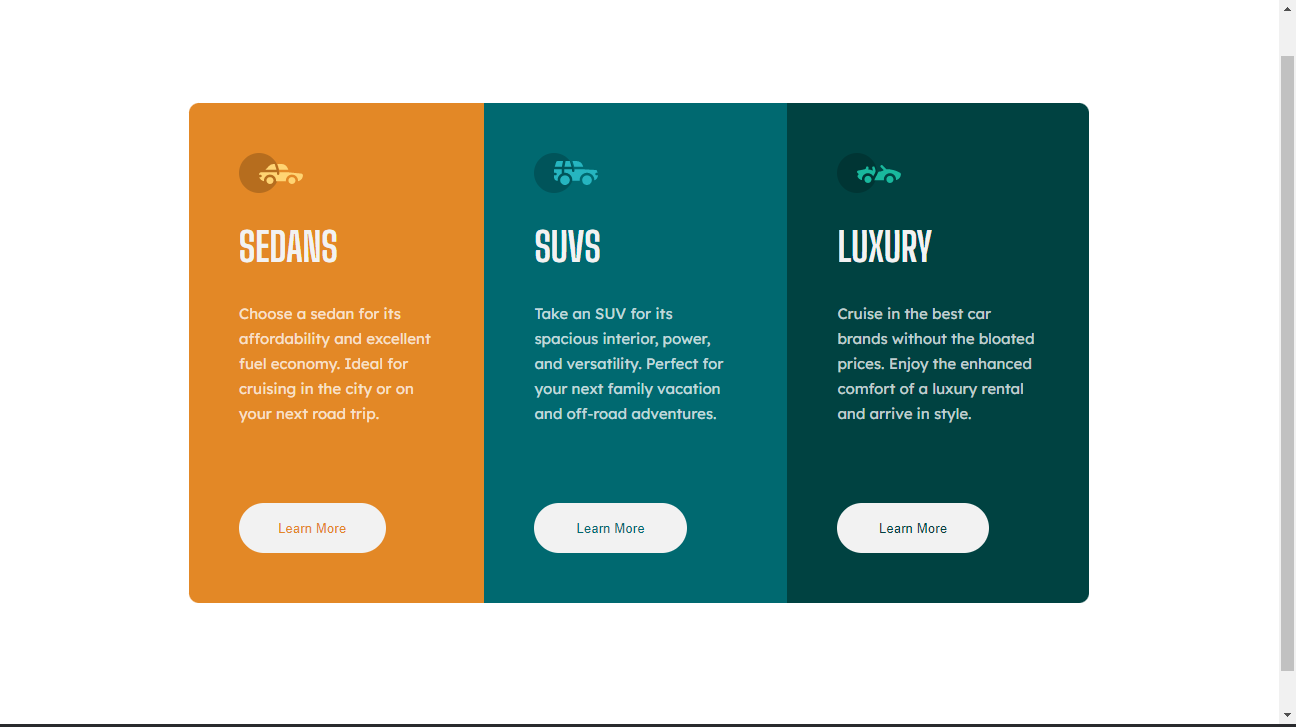 SEDANS
Choose a sedan for its
affordability and excellent
fuel economy. Ideal for
cruising in the city or on
your next road trip.
Learn More
SUVS
Take an SUV for its
spacious interior, power,
and versatility. Perfect for
your next family vacation
and off-road adventures.
Learn More
LUXURY
Cruise in the best car
brands without the bloated
prices. Enjoy the enhanced
comfort of a luxury rental
and arrive in style.
Learn More